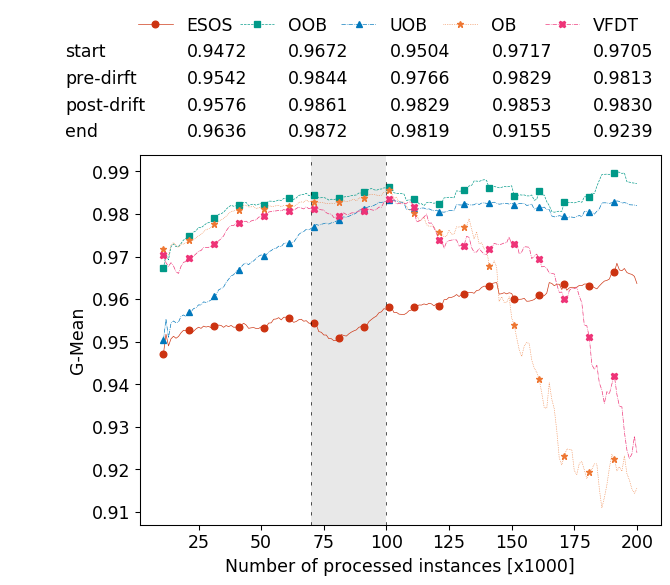 ESOS OOB UOB OB VFDT
start 0.9472 0.9672 0.9504 0.9717 0.9705
pre-dirft 0.9542 0.9844 0.9766 0.9829 0.9813
post-drift 0.9576 0.9861 0.9829 0.9853 0.9830
end 0.9636 0.9872 0.9819 0.9155 0.9239
0.99
0.98
0.97
0.96
0.95
0.94
0.93
0.92
0.91
G-Mean
25 50 75 100 125 150 175 200
Number of processed instances [x1000]